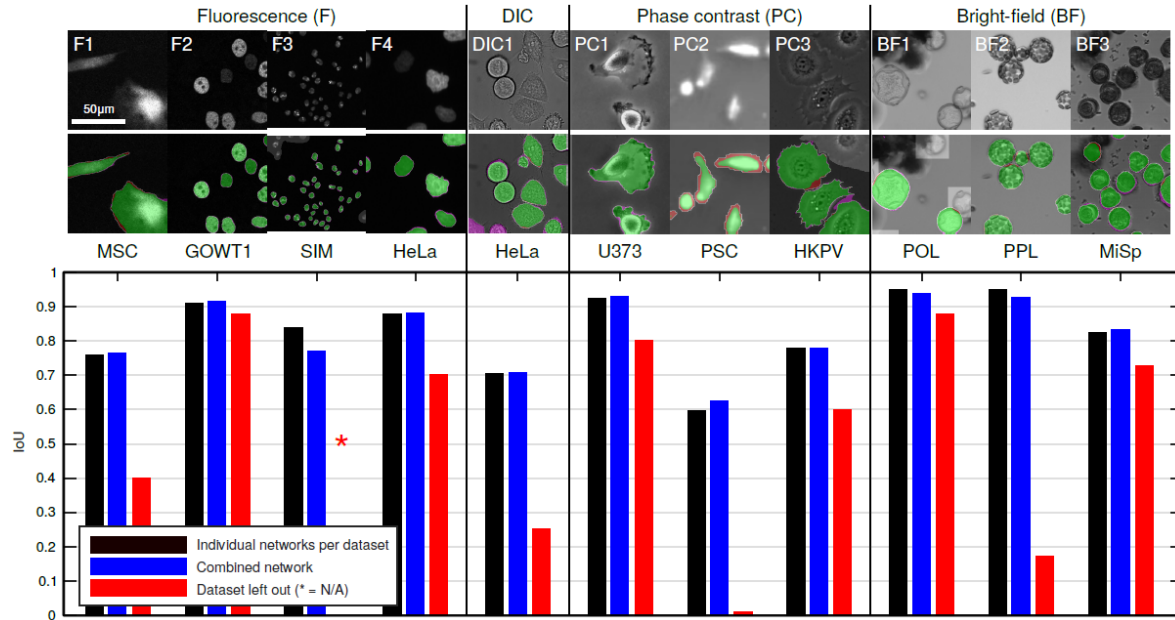 Fluorescence (F) DIC Phase contrast (PC) Bright-field (BF)
F1 F2 F3 F4 DIC1 PC1 PC2 PC3 BF1 BF2 BF3
50µm
MSC GOWT1 SIM HeLa HeLa U373 PSC HKPV POL PPL MiSp
1
0.9
0.8
0.7
0.6
0.5
*
IoU
0.4
0.3
0.2
0.1
0
Individual networks per dataset
Combined network
Dataset left out (* = N/A)